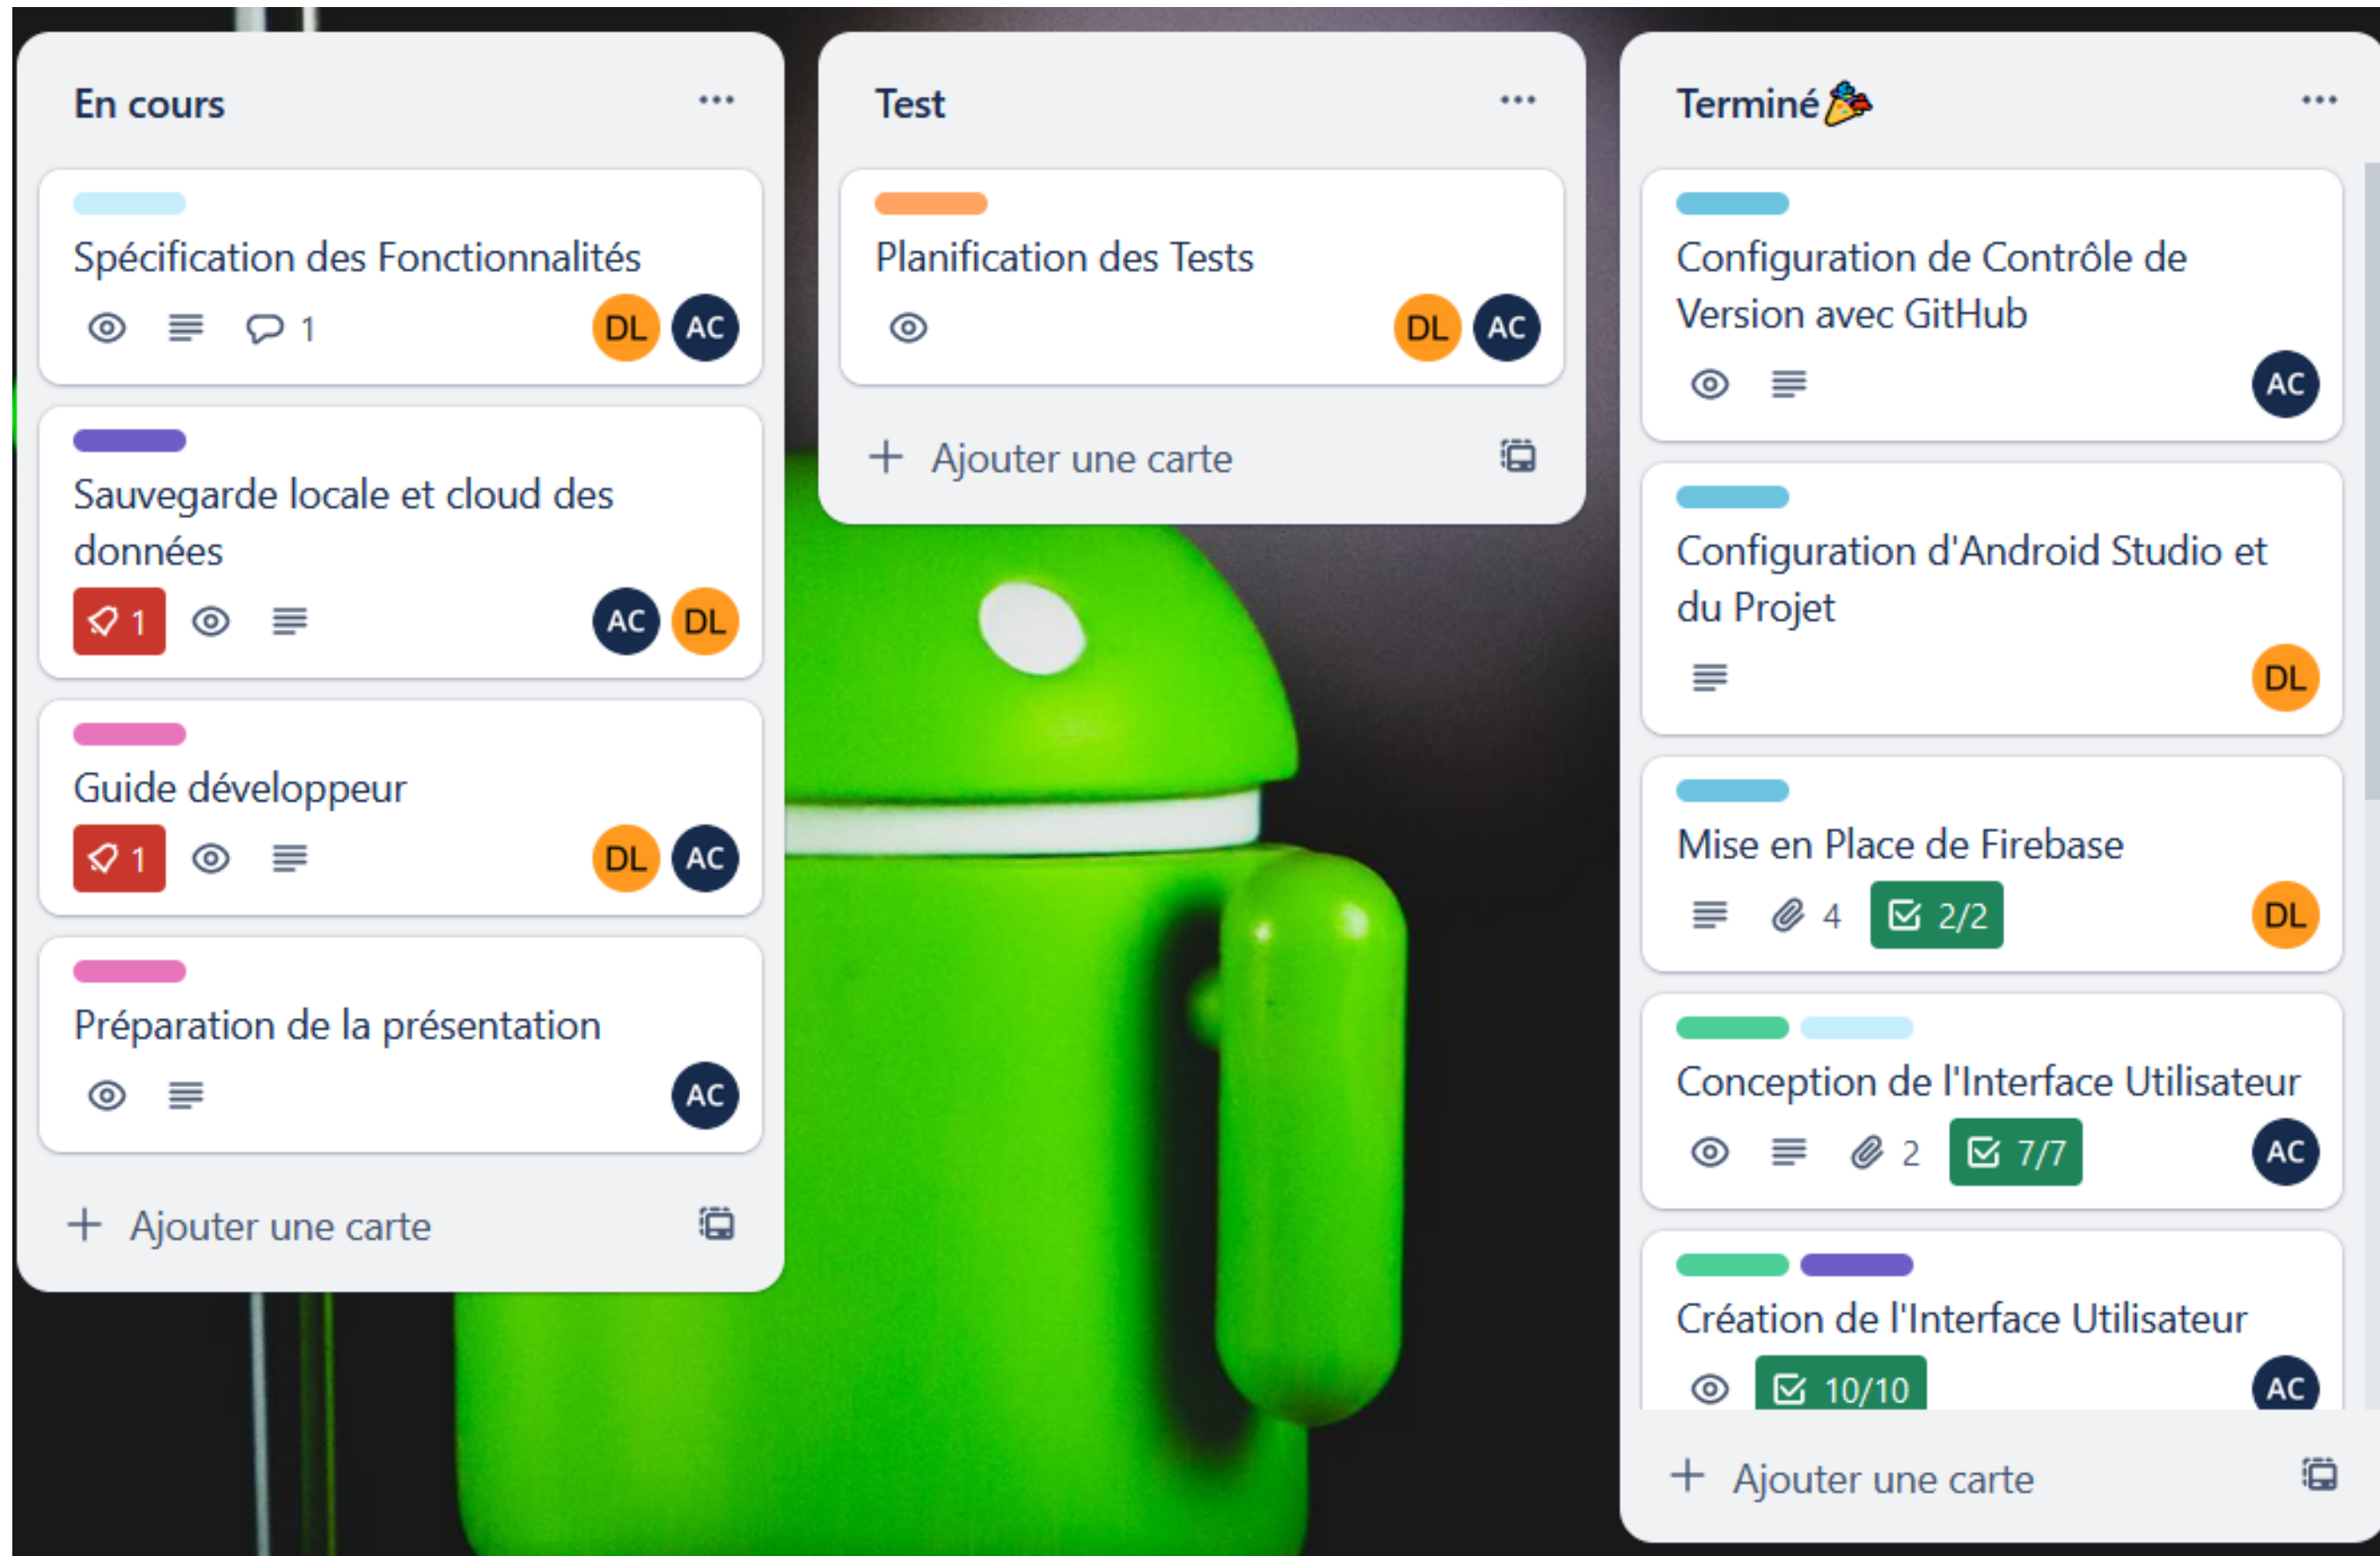 En cours
Spécification des Fonctionnalités
1
DL AC
Sauvegarde locale et cloud des
données
1
AC DL
Guide développeur
1
DL AC
Préparation de la présentation
AC
Ajouter une carte
Test
Planification des Tests
DL AC
Ajouter une carte
Terminé🎉
Configuration de Contrôle de
Version avec GitHub
AC
Configuration d'Android Studio et
du Projet
DL
Mise en Place de Firebase
4 2/2 DL
Conception de l'Interface Utilisateur
2 7/7 AC
Création de l'Interface Utilisateur
10/10 AC
Ajouter une carte